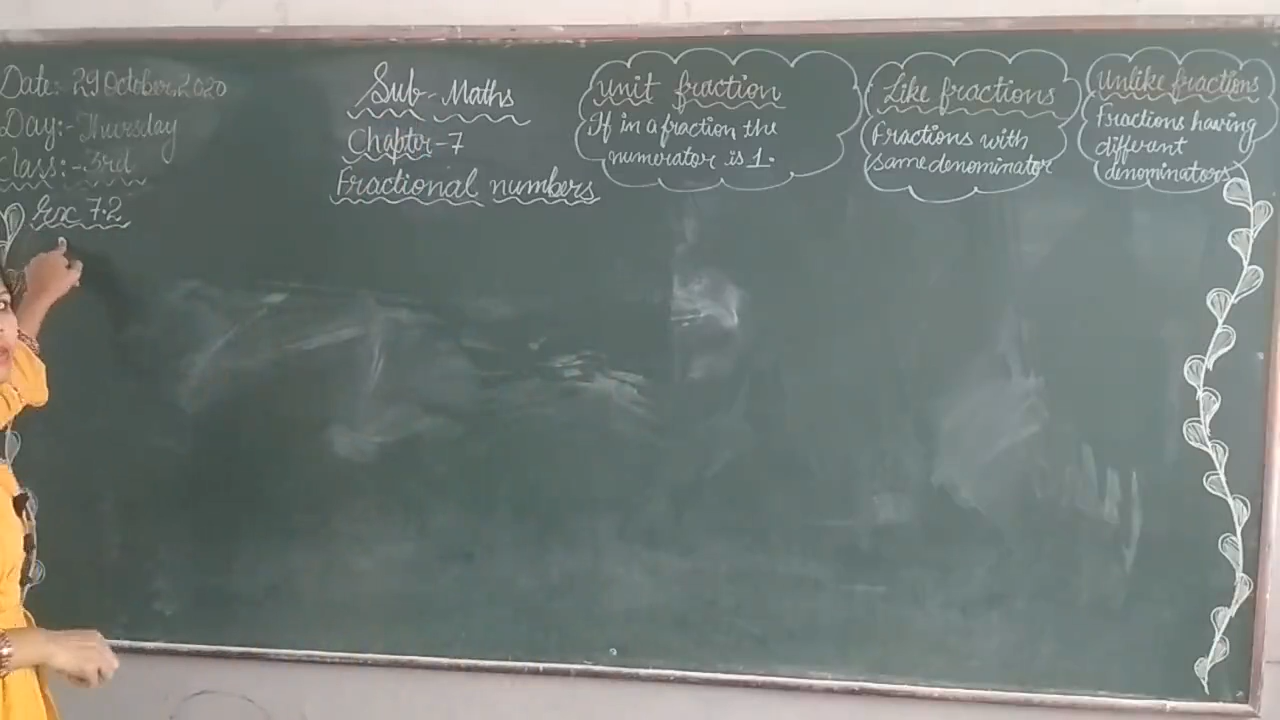 Date:- 29 October, 2020
Day:- Thursday
Class:- 3rd
Exc 7.2
Sub - Maths
Chapter - 7
Fractional numbers
Unit fraction
If in a fraction the
numerator is 1.
Like fractions
Fractions with
same denominator
Unlike fractions
Fractions having
different
denominators